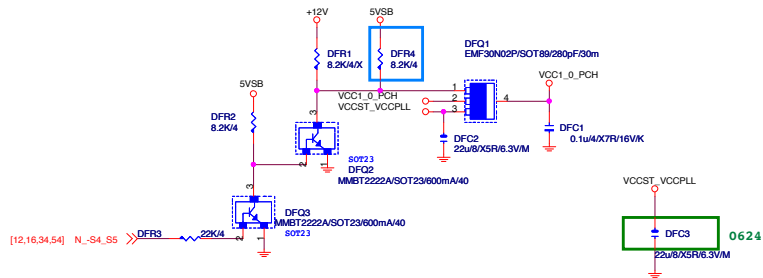 +12V
5VSB
DFR1
8.2K/4/X
DFR4
8.2K/4
DFQ1
EMF30N02P/SOT89/280pF/30m
VCC1_0_PCH
5VSB
VCC1_0_PCH
VCCST_VCCPLL
1
2
3
4
DFR2
8.2K/4
3
DFC2
22u/8/X5R/6.3V/M
DFC1
0.1u/4/X7R/16V/K
2
1
SOT23
DFQ2
MMBT2222A/SOT23/600mA/40
3
VCCST_VCCPLL
DFQ3
MMBT2222A/SOT23/600mA/40
SOT23
[12,16,34,54] N_-S4_S5
DFR3
22K/4
2
1
DFC3
22u/8/X5R/6.3V/M
0624